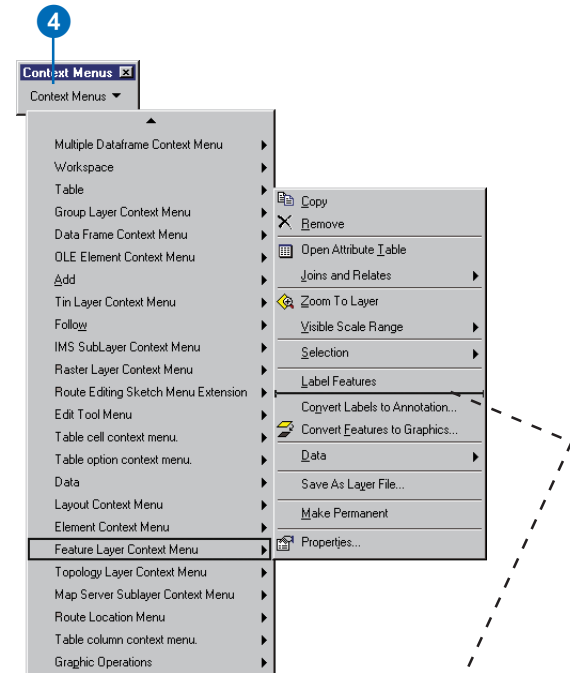 4
Context Menus
Context Menus
Multiple Dataframe Context Menu
Workspace
Table
Group Layer Context Menu
Data Frame Context Menu
OLE Element Context Menu
Add
Tin Layer Context Menu
Follow
IMS SubLayer Context Menu
Raster Layer Context Menu
Route Editing Sketch Menu Extension
Edit Tool Menu
Table cell context menu.
Table option context menu.
Data
Layout Context Menu
Element Context Menu
Feature Layer Context Menu
Topology Layer Context Menu
Map Server Sublayer Context Menu
Route Location Menu
Table column context menu.
Graphic Operations
Copy
Remove
Open Attribute Table
Joins and Relates
Zoom To Layer
Visible Scale Range
Selection
Label Features
Convert Labels to Annotation...
Convert Features to Graphics...
Data
Save As Layer File...
Make Permanent
Properties...